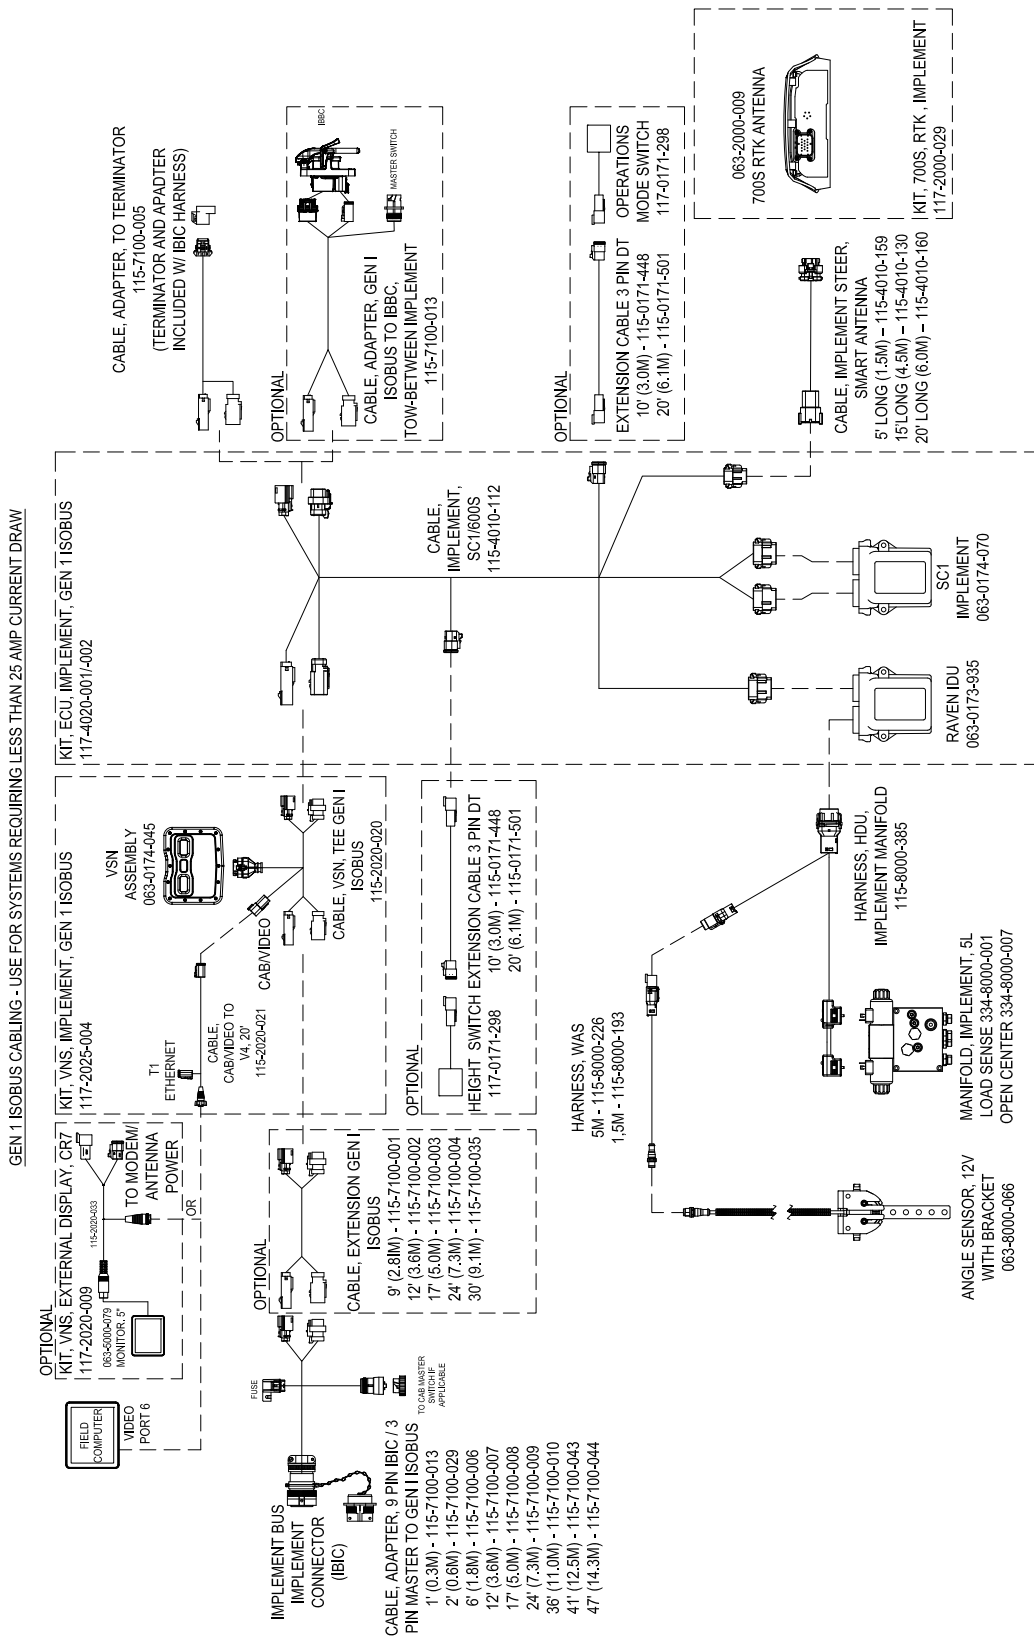 GEN 1 ISOBUS CABLING - USE FOR SYSTEMS REQUIRING LESS THAN 25 AMP CURRENT DRAW
FIELD
COMPUTER
VIDEO
PORT 6
OPTIONAL
KIT, VNS, EXTERNAL DISPLAY, CR7
117-2020-009
115-2020-033
063-5000-079
MONITOR. 5"
TO MODEM/
ANTENNA
POWER
OR
KIT, VNS, IMPLEMENT, GEN 1 ISOBUS
117-2025-004
T1
ETHERNET
CABLE,
CAB/VIDEO TO
V4, 20'
115-2020-021
CAB/VIDEO
VSN
ASSEMBLY
063-0174-045
CABLE, VSN, TEE GEN I
ISOBUS
115-2020-020
KIT, ECU, IMPLEMENT, GEN 1 ISOBUS
117-4020-001/-002
CABLE,
IMPLEMENT,
SC1/600S
115-4010-112
RAVEN IDU
063-0173-935
SC1
IMPLEMENT
063-0174-070
CABLE, ADAPTER, TO TERMINATOR
115-7100-005
(TERMINATOR AND APADTER
INCLUDED W/ IBIC HARNESS)
OPTIONAL
IBBC
MASTER SWITCH
CABLE, ADAPTER, GEN I
ISOBUS TO IBBC,
TOW-BETWEEN IMPLEMENT
115-7100-013
OPTIONAL
EXTENSION CABLE 3 PIN DT
10' (3.0M) - 115-0171-448
20' (6.1M) - 115-0171-501
OPERATIONS
MODE SWITCH
117-0171-298
063-2000-009
700S RTK ANTENNA
KIT, 700S, RTK , IMPLEMENT
117-2000-029
CABLE, IMPLEMENT STEER,
SMART ANTENNA
5' LONG (1.5M) – 115-4010-159
15'LONG (4.5M) – 115-4010-130
20' LONG (6.0M) – 115-4010-160
IMPLEMENT BUS
IMPLEMENT
CONNECTOR
(IBIC)
FUSE
TO CAB MASTER
SWITCH IF
APPLICABLE
CABLE, ADAPTER, 9 PIN IBIC / 3
PIN MASTER TO GEN I ISOBUS
1' (0.3M) - 115-7100-013
2' (0.6M) - 115-7100-029
6' (1.8M) - 115-7100-006
12' (3.6M) - 115-7100-007
17' (5.0M) - 115-7100-008
24' (7.3M) - 115-7100-009
36' (11.0M) - 115-7100-010
41' (12.5M) - 115-7100-043
47' (14.3M) - 115-7100-044
OPTIONAL
CABLE, EXTENSION GEN I
ISOBUS
9' (2.8IM) - 115-7100-001
12' (3.6M) - 115-7100-002
17' (5.0M) - 115-7100-003
24' (7.3M) - 115-7100-004
30' (9.1M) - 115-7100-035
OPTIONAL
HEIGHT SWITCH
117-0171-298
EXTENSION CABLE 3 PIN DT
10' (3.0M) - 115-0171-448
20' (6.1M) - 115-0171-501
HARNESS, WAS
5M - 115-8000-226
1,5M - 115-8000-193
HARNESS, HDU,
IMPLEMENT MANIFOLD
115-8000-385
ANGLE SENSOR, 12V
WITH BRACKET
063-8000-066
MANIFOLD, IMPLEMENT, 5L
LOAD SENSE 334-8000-001
OPEN CENTER 334-8000-007